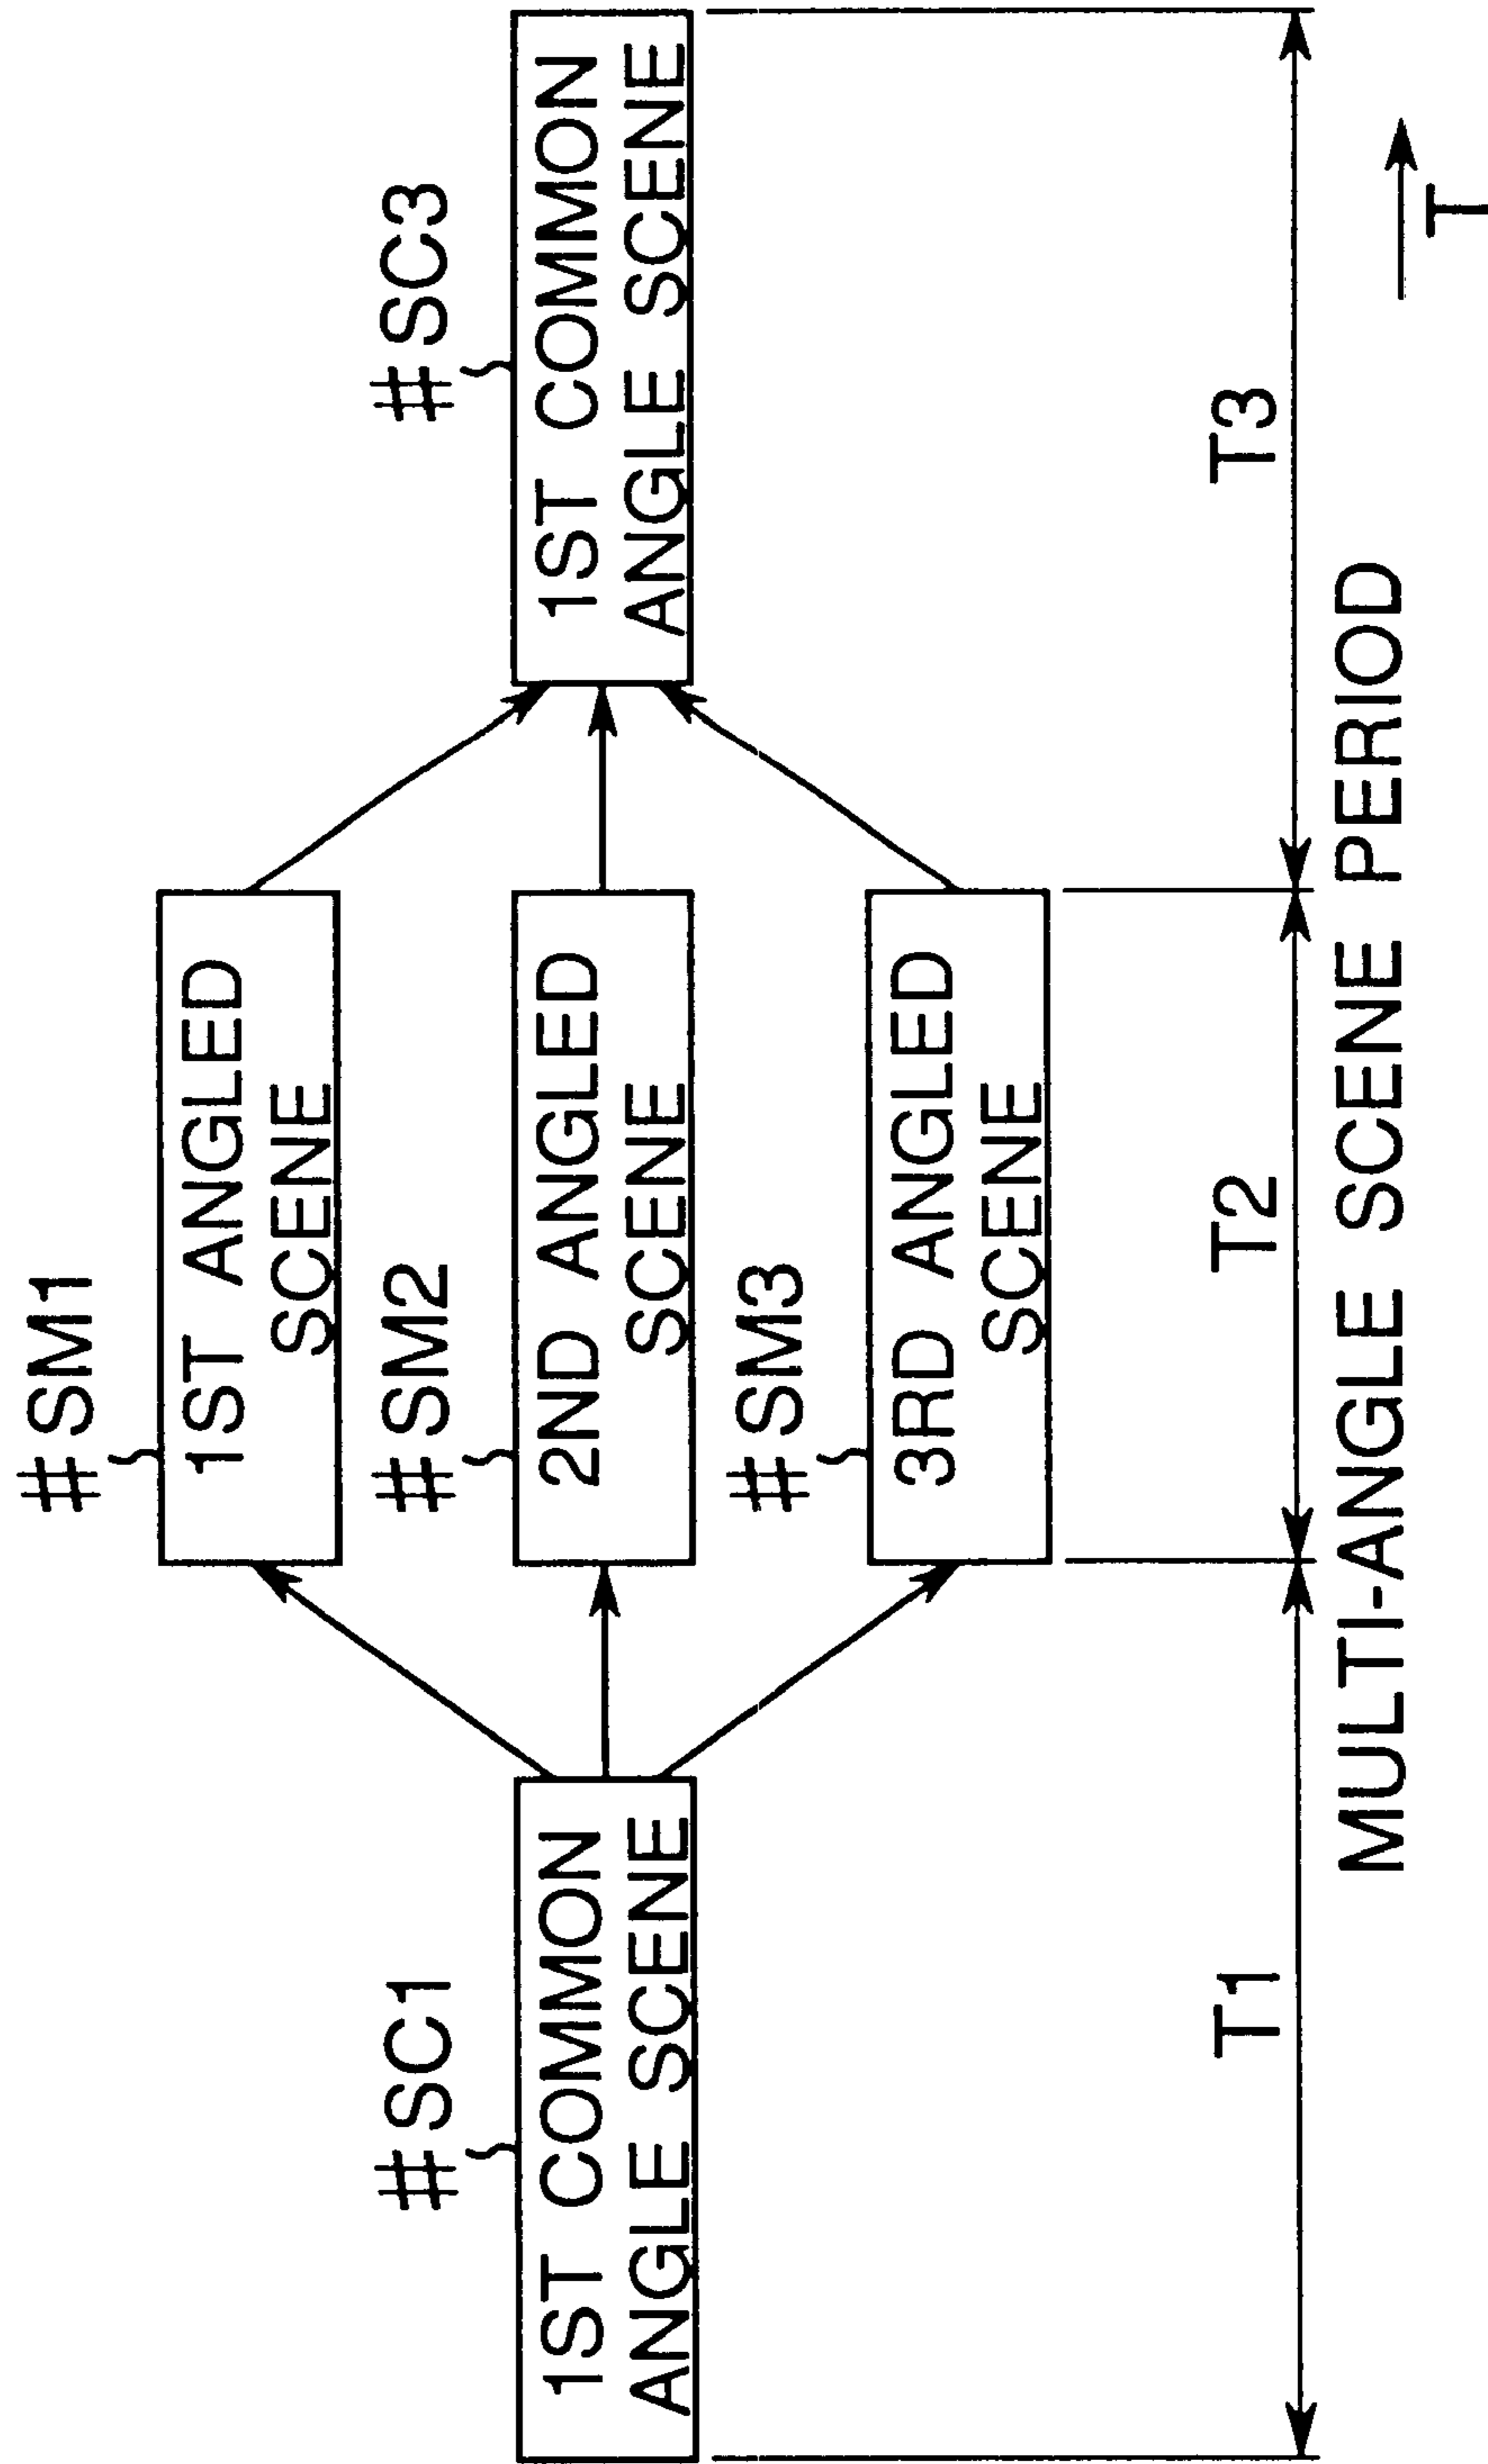 #SC1
1ST COMMON
ANGLE SCENE
#SM1
1ST ANGLED
SCENE
#SM2
2ND ANGLED
SCENE
#SM3
3RD ANGLED
SCENE
#SC3
1ST COMMON
ANGLE SCENE
T1
T2
T3
MULTI-ANGLE SCENE PERIOD
T